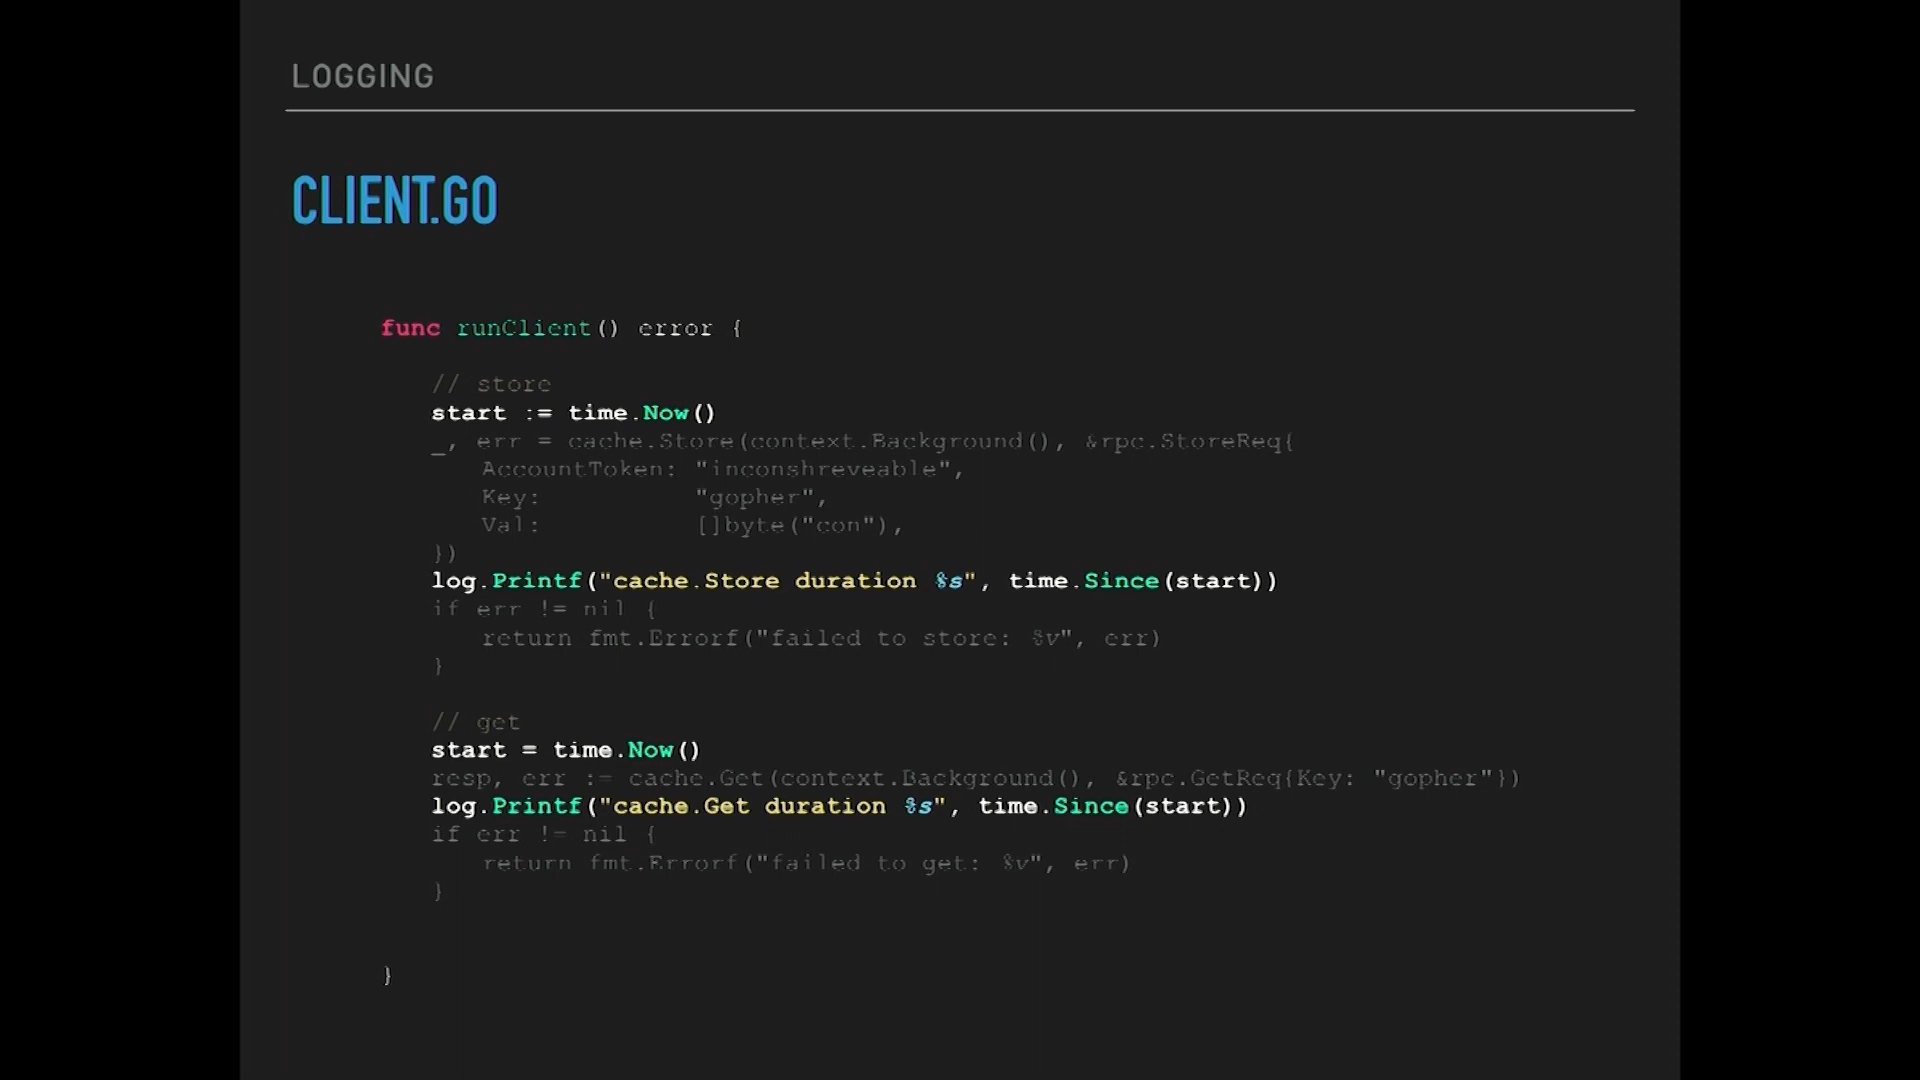 LOGGING
CLIENT.GO
func runClient() error {
// store
start := time.Now()
_, err = cache.Store(context.Background(), &rpc.StoreReq{
AccountToken: "inconshreveable",
Key: "gopher",
Val: []byte("con"),
})
log.Printf("cache.Store duration %s", time.Since(start))
if err != nil {
return fmt.Errorf("failed to store: %v", err)
}
// get
start = time.Now()
resp, err := cache.Get(context.Background(), &rpc.GetReq{Key: "gopher"})
log.Printf("cache.Get duration %s", time.Since(start))
if err != nil {
return fmt.Errorf("failed to get: %v", err)
}
}